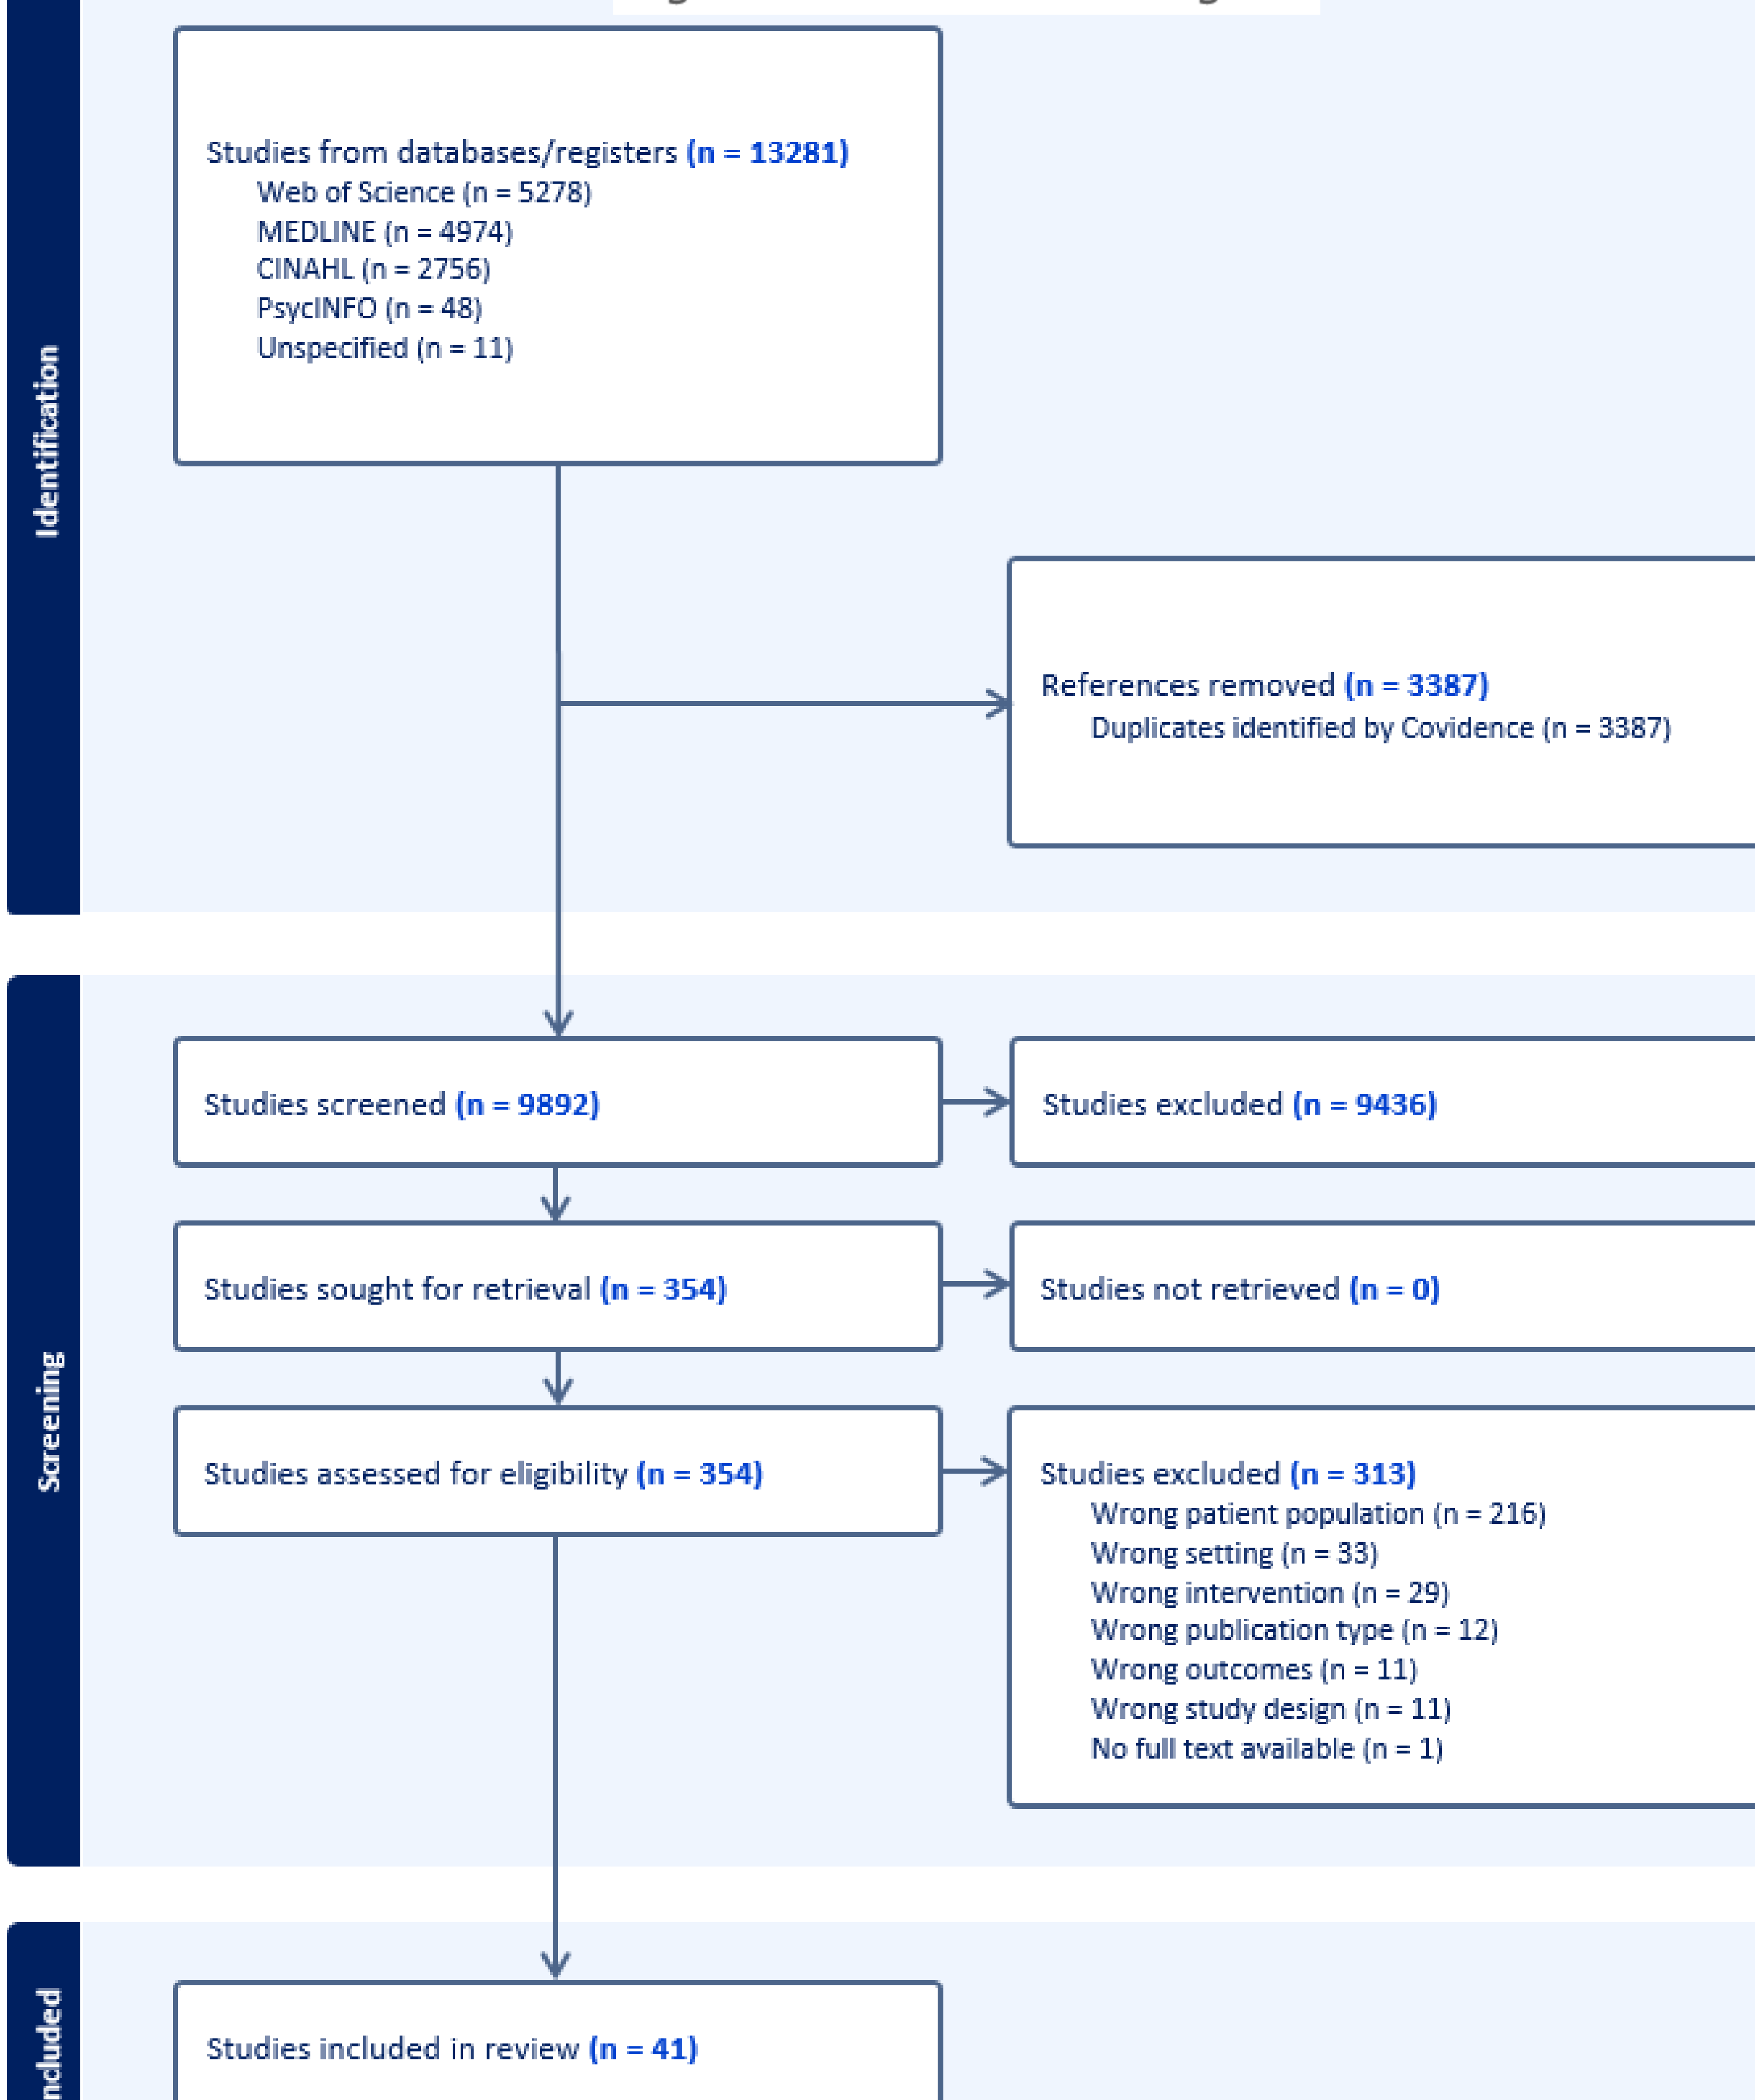 Identification
Studies from databases/registers (n = 13281)
Web of Science (n = 5278)
MEDLINE (n = 4974)
CINAHL (n = 2756)
PsycINFO (n = 48)
Unspecified (n = 11)
References removed (n = 3387)
Duplicates identified by Covidence (n = 3387)
Screening
Studies screened (n = 9892)
Studies excluded (n = 9436)
Studies sought for retrieval (n = 354)
Studies not retrieved (n = 0)
Studies assessed for eligibility (n = 354)
Studies excluded (n = 313)
Wrong patient population (n = 216)
Wrong setting (n = 33)
Wrong intervention (n = 29)
Wrong publication type (n = 12)
Wrong outcomes (n = 11)
Wrong study design (n = 11)
No full text available (n = 1)
ncluded
Studies included in review (n = 41)